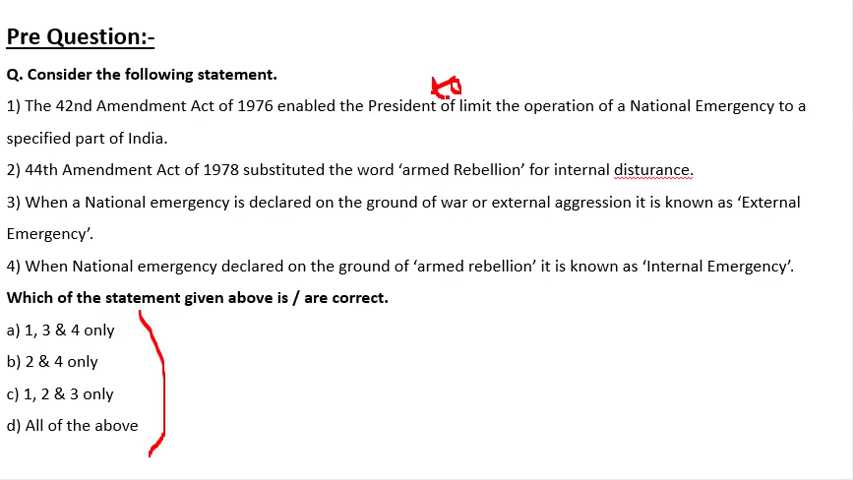 Pre Question:-
Q. Consider the following statement.
to
1) The 42nd Amendment Act of 1976 enabled the President of limit the operation of a National Emergency to a
specified part of India.
2) 44th Amendment Act of 1978 substituted the word ‘armed Rebellion’ for internal disturance.
3) When a National emergency is declared on the ground of war or external aggression it is known as ‘External
Emergency’.
4) When National emergency declared on the ground of ‘armed rebellion’ it is known as ‘Internal Emergency’.
Which of the statement given above is / are correct.
a) 1, 3 & 4 only
b) 2 & 4 only
c) 1, 2 & 3 only
d) All of the above